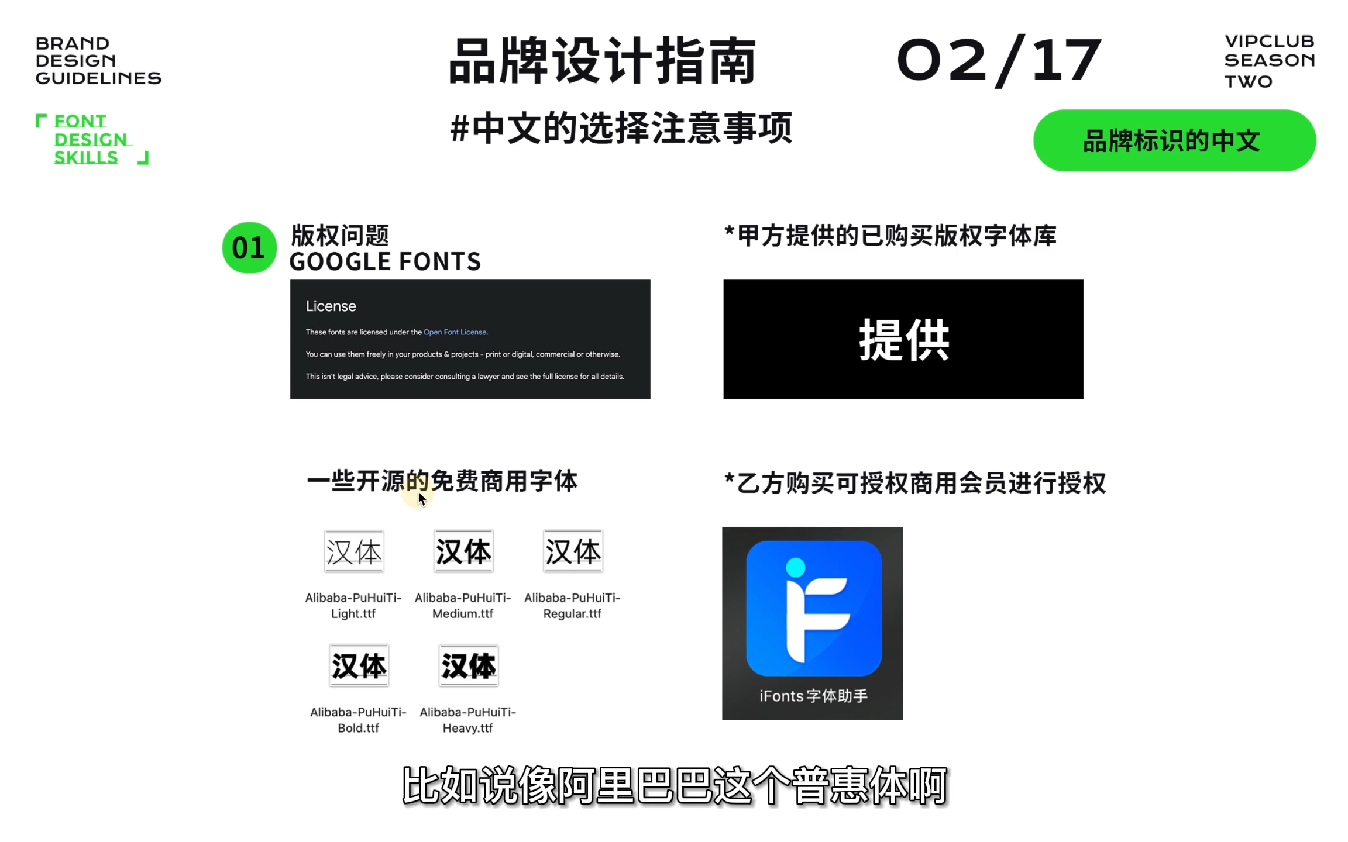 BRAND
DESIGN
GUIDELINES
品牌设计指南
02/17
VIPCLUB
SEASON
TWO
FONT
DESIGN
SKILLS
#中文的选择注意事项
品牌标识的中文
01
版权问题
GOOGLE FONTS
*甲方提供的已购买版权字体库
License
These fonts are licensed under the Open Font License.
You can use them freely in your products & projects - print or digital, commercial or otherwise.
This isn't legal advice, please consider consulting a lawyer and see the full license for all details.
提供
一些开源的免费商用字体
*乙方购买可授权商用会员进行授权
汉体
汉体
汉体
Alibaba-PuHuiTi-
Light.ttf
Alibaba-PuHuiTi-
Medium.ttf
Alibaba-PuHuiTi-
Regular.ttf
汉体
汉体
Alibaba-PuHuiTi-
Bold.ttf
Alibaba-PuHuiTi-
Heavy.ttf
iF
iFonts字体助手
比如说像阿里巴巴这个普惠体啊